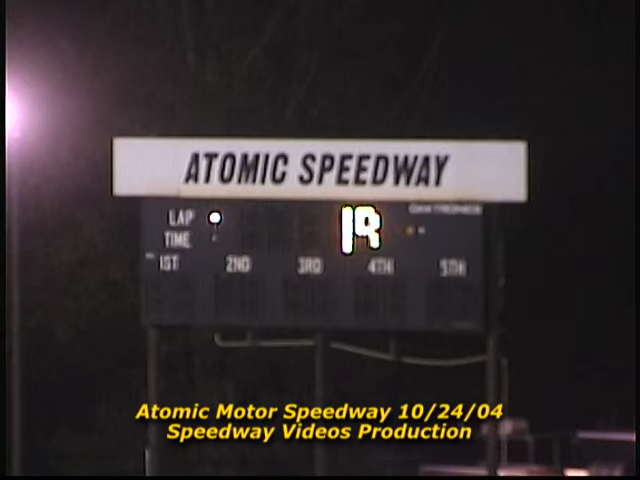 ATOMIC SPEEDWAY
DAKTRONICS
LAP 19
TIME
1ST 2ND 3RD 4TH 5TH
Atomic Motor Speedway 10/24/04
Speedway Videos Production